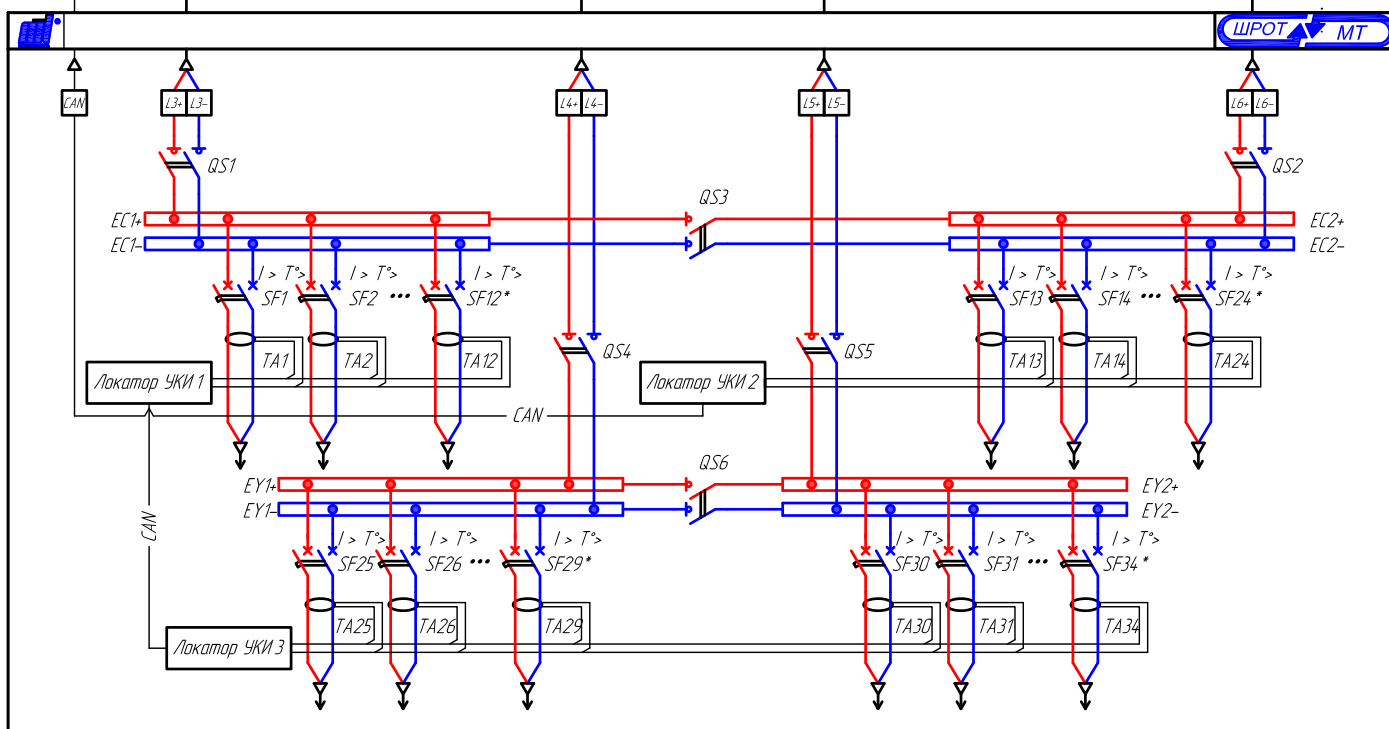 ШРОТ МТ
CAN L3+ L3- L4+ L4- L5+ L5- L6+ L6-
QS1 QS2
QS3
EC1+ EC2+
EC1- EC2-
I > T°> I > T°> I > T°> I > T°> I > T°> I > T°>
SF1 SF2 ••• SF12* SF13 SF14 ••• SF24*
QS4 QS5
TA1 TA2 TA12 TA13 TA14 TA24
Локатор УКИ 1 Локатор УКИ 2
CAN
QS6
EY1+ EY2+
EY1- EY2-
CAN
I > T°> I > T°> I > T°> I > T°> I > T°> I > T°>
SF25 SF26 ••• SF29* SF30 SF31 ••• SF34*
TA25 TA26 TA29 TA30 TA31 TA34
Локатор УКИ 3